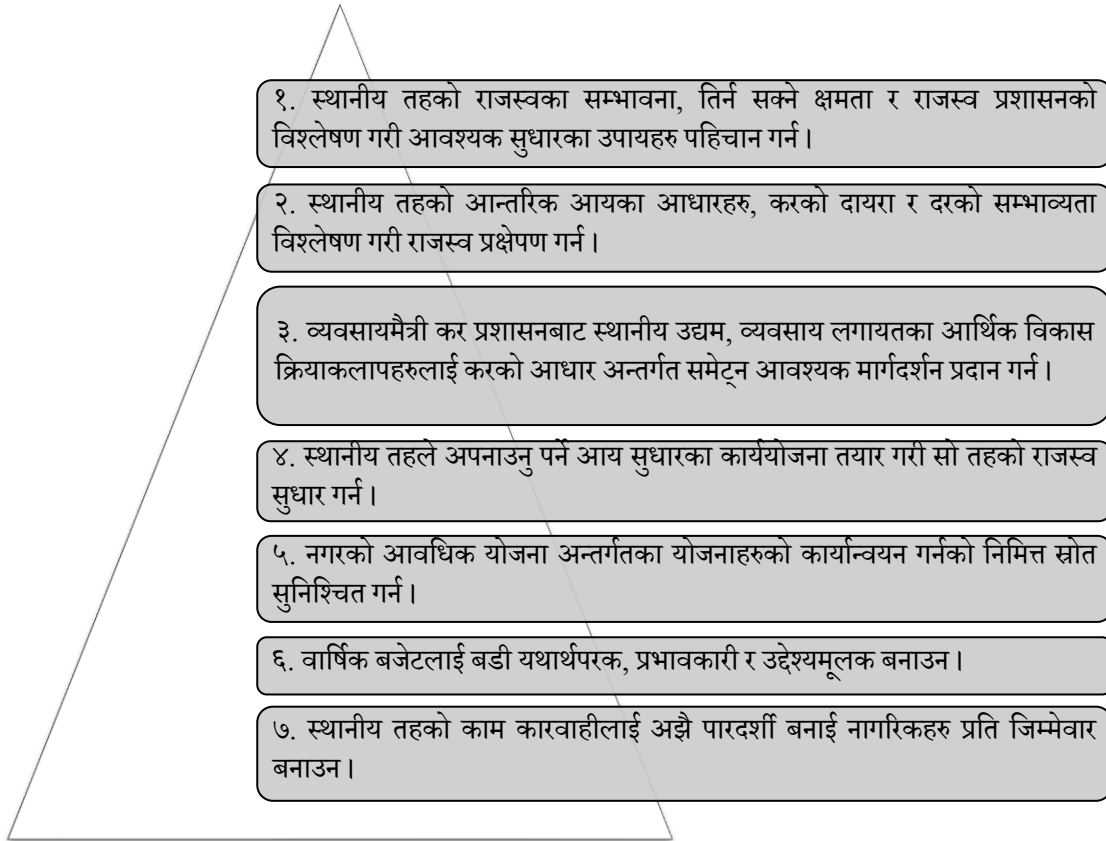 १. स्थानीय तहको राजस्वका सम्भावना, तिर्न सक्ने क्षमता र राजस्व प्रशासनको
विश्लेषण गरी आवश्यक सुधारका उपायहरु पहिचान गर्न ।
२. स्थानीय तहको आन्तरिक आयका आधारहरु, करको दायरा र दरको सम्भाव्यता
विश्लेषण गरी राजस्व प्रक्षेपण गर्न ।
३. व्यवसायमैत्री कर प्रशासनबाट स्थानीय उद्यम, व्यवसाय लगायतका आर्थिक विकास
क्रियाकलापहरुलाई करको आधार अन्तर्गत समेट्न आवश्यक मार्गदर्शन प्रदान गर्न ।
४. स्थानीय तहले अपनाउनु पर्ने आय सुधारका कार्ययोजना तयार गरी सो तहको राजस्व
सुधार गर्न ।
५. नगरको आवधिक योजना अन्तर्गतका योजनाहरुको कार्यान्वयन गर्नको निमित्त स्रोत
सुनिश्चित गर्न ।
६. वार्षिक बजेटलाई बडी यथार्थपरक, प्रभावकारी र उद्देश्यमूलक बनाउन ।
७. स्थानीय तहको काम कारवाहीलाई अझै पारदर्शी बनाई नागरिकहरु प्रति जिम्मेवार
बनाउन ।